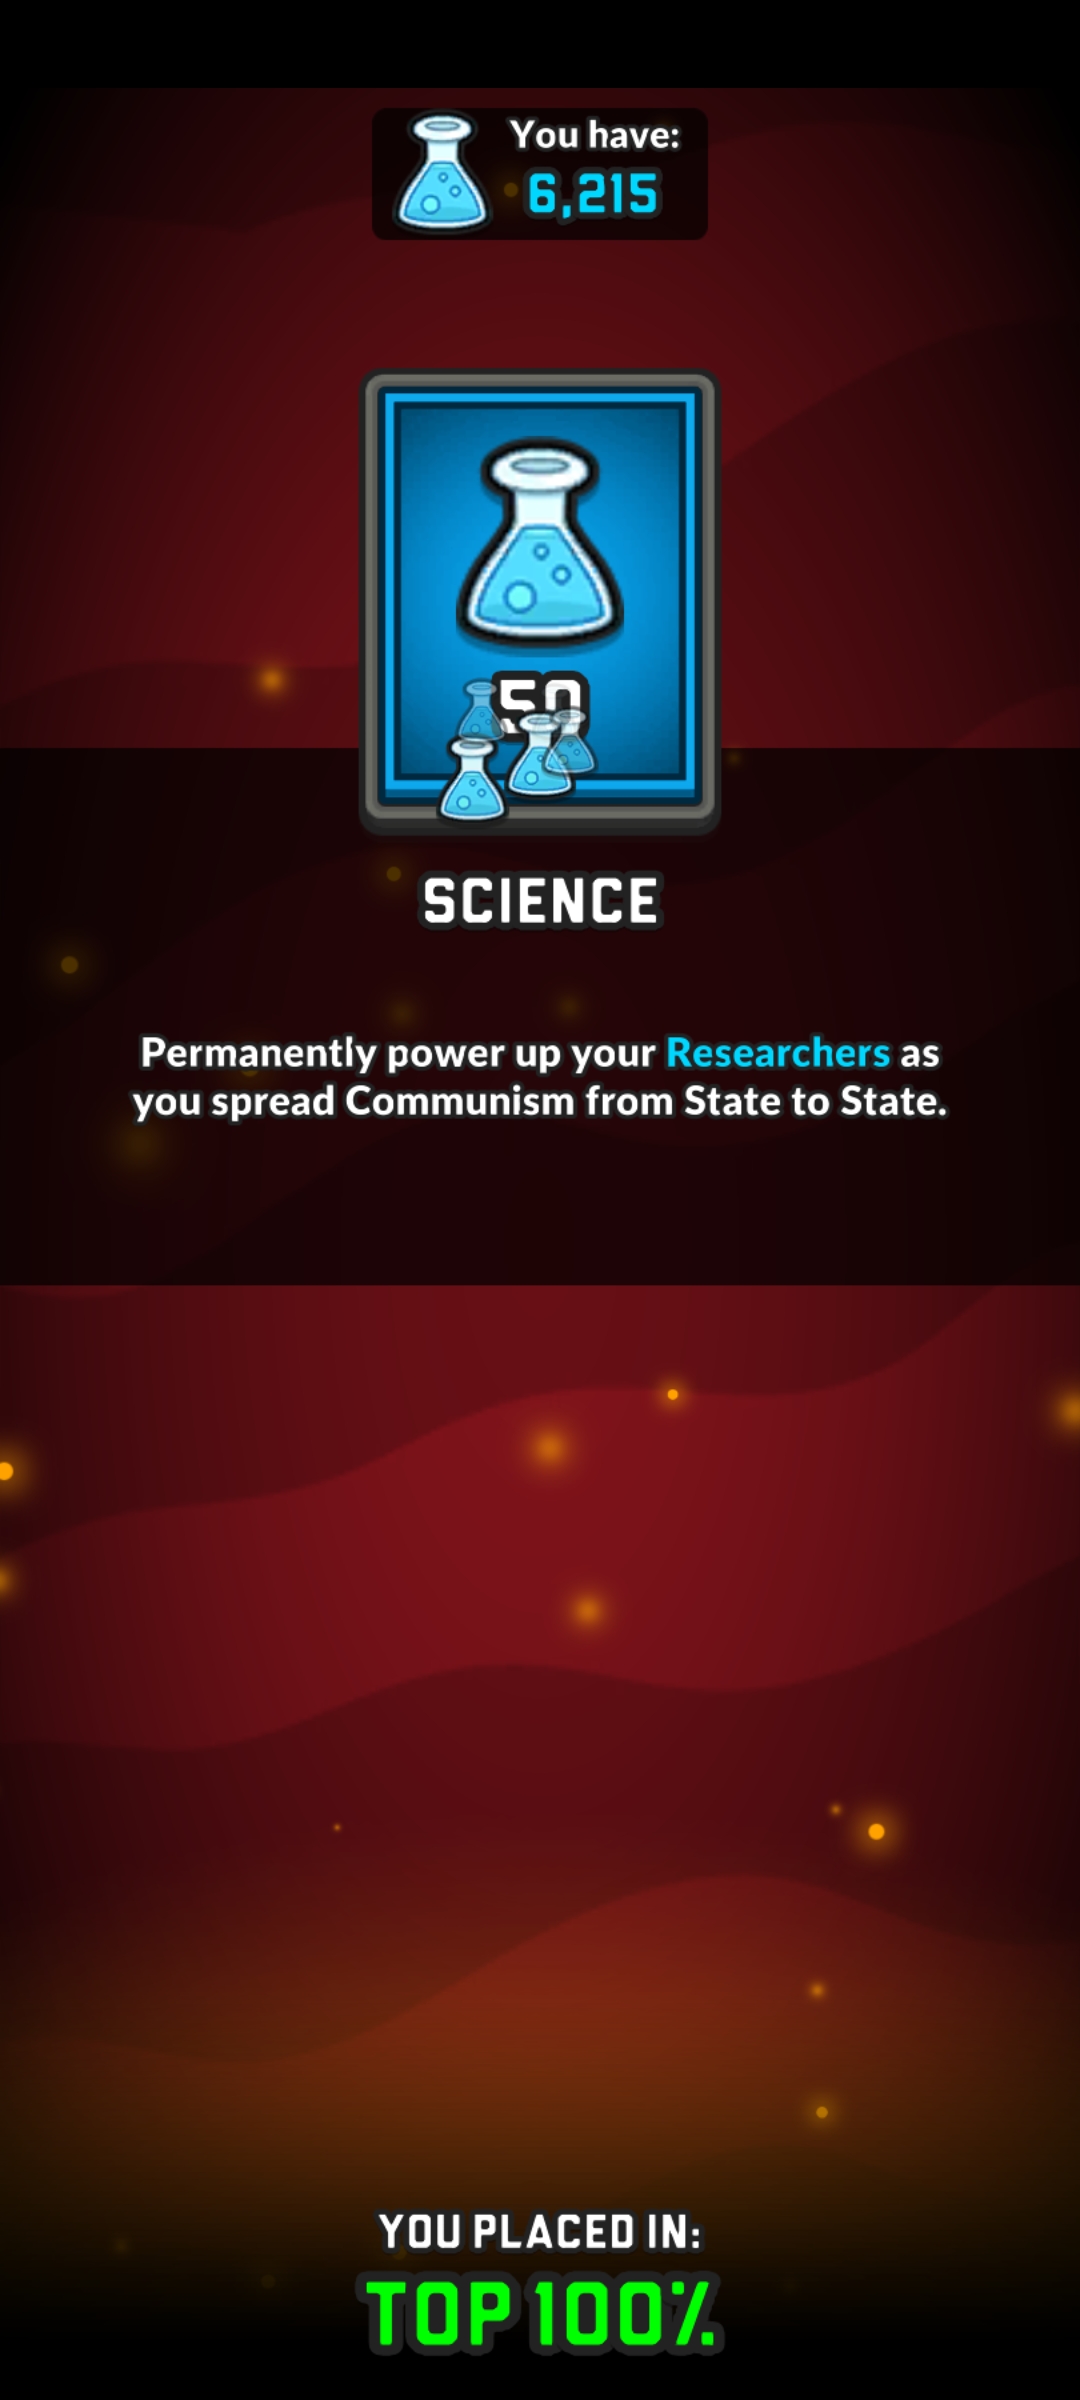 You have:
6,215
50
SCIENCE
Permanently power up your Researchers as
you spread Communism from State to State.
YOU PLACED IN:
TOP 100%